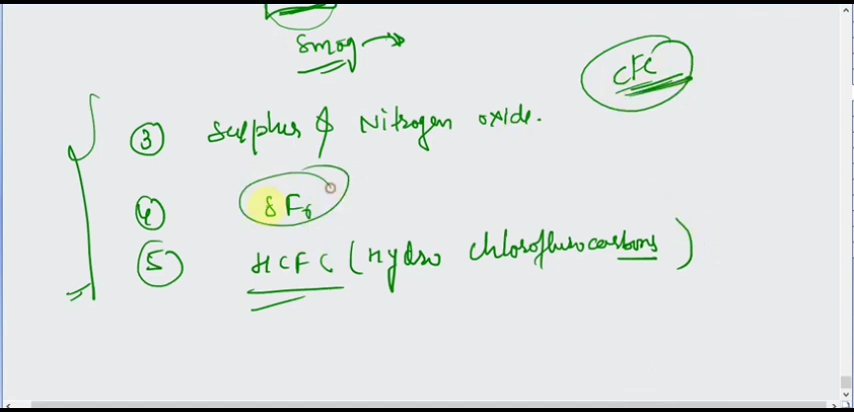 Smog →
CFC
③ Sulphur & Nitrogen oxide.
④ SF₆
⑤ HCFC (Hydro chlorofluorocarbons)